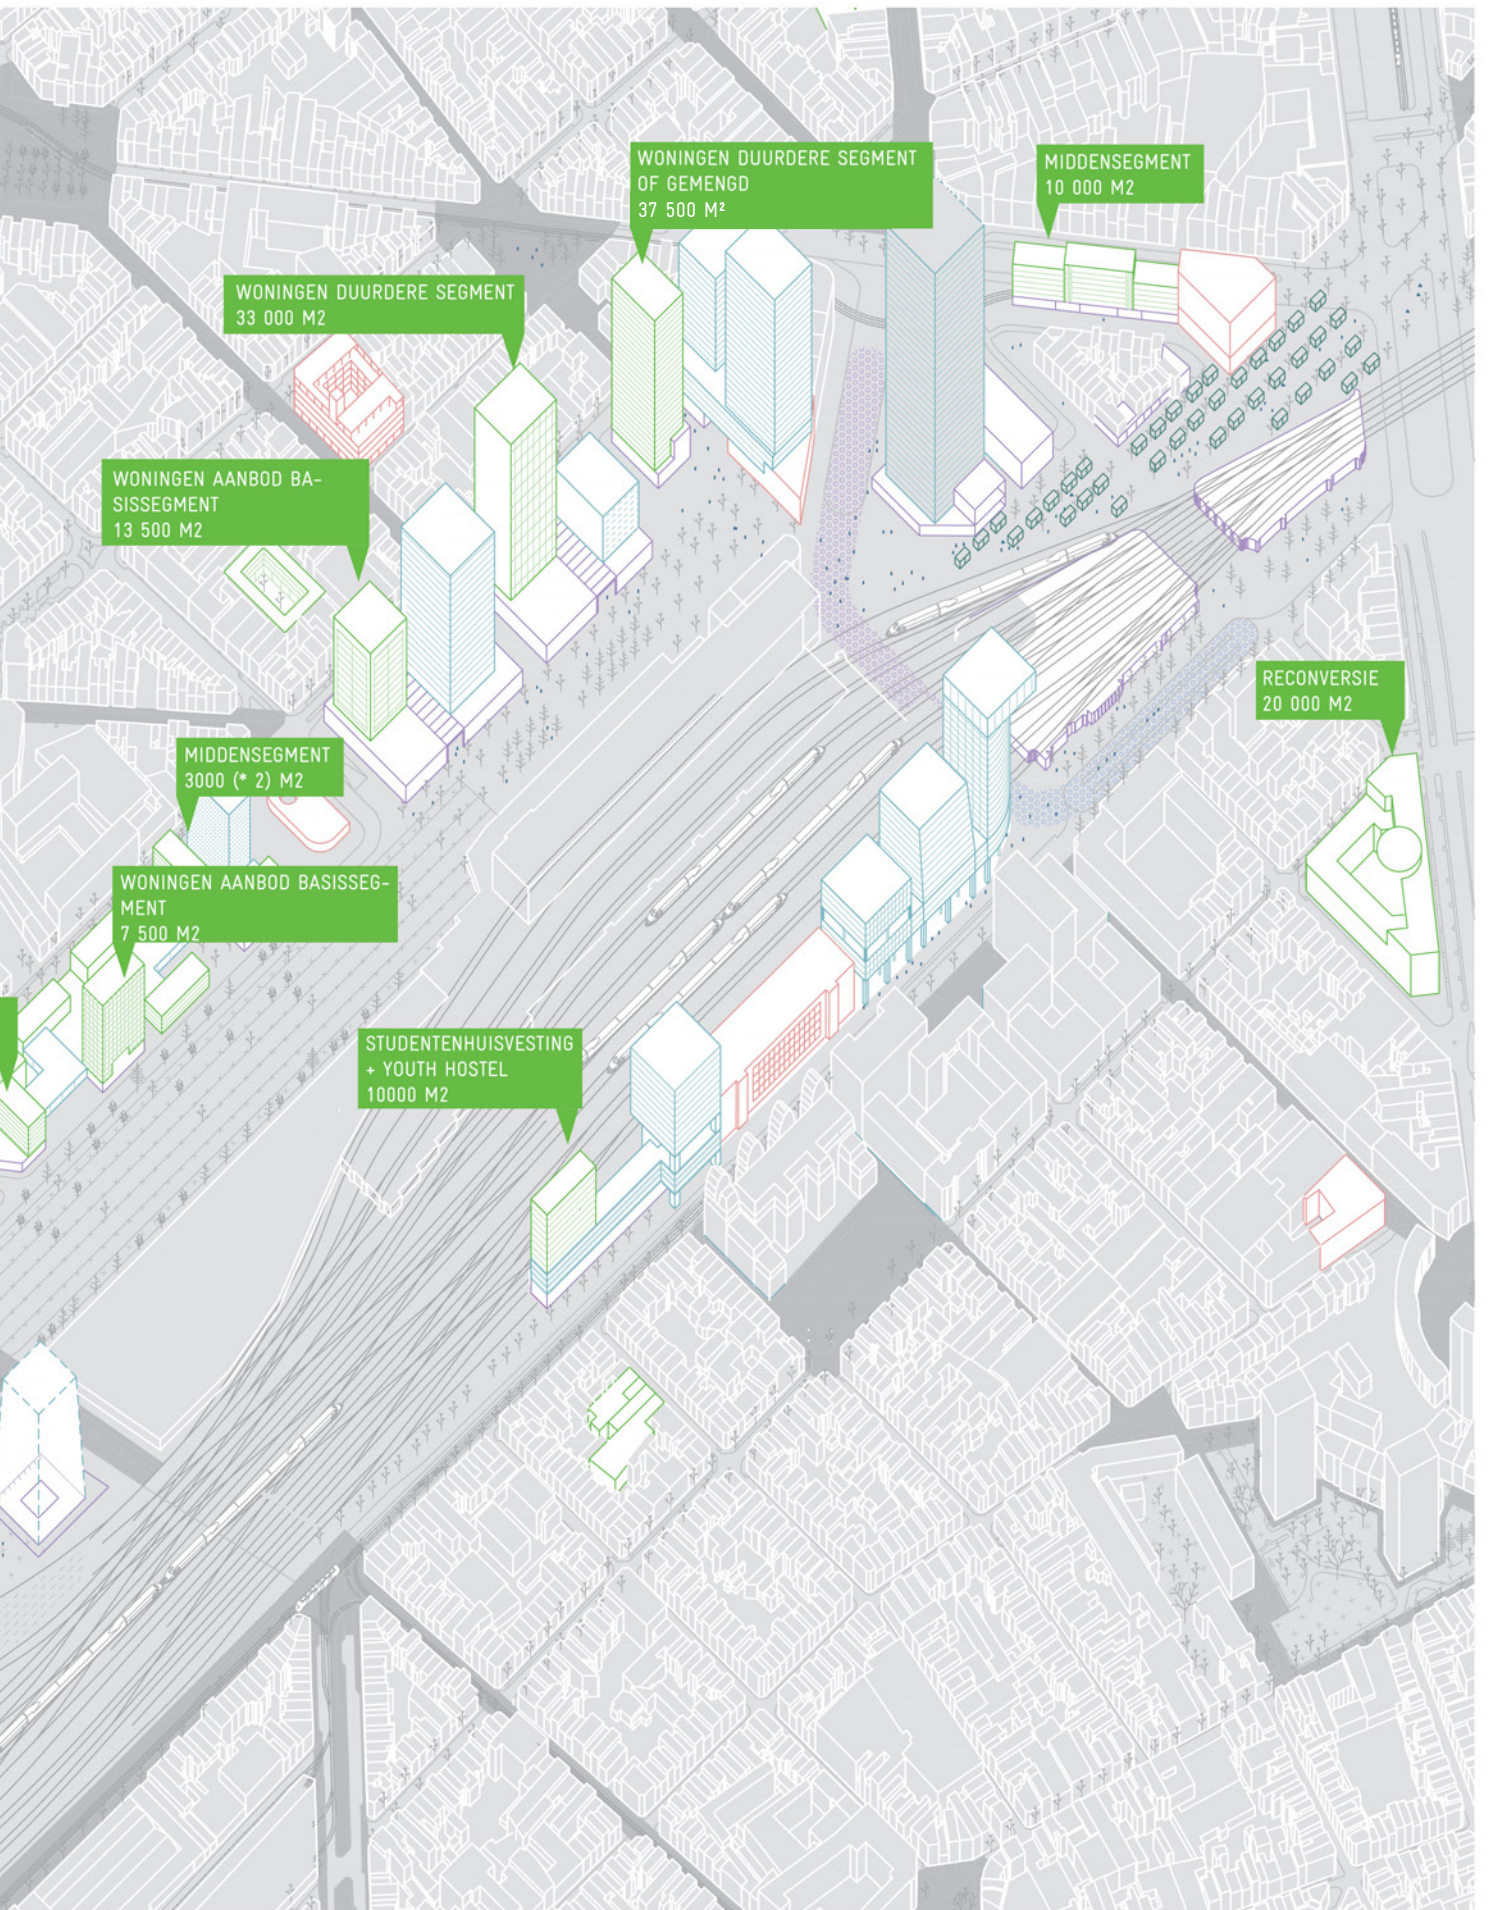 WONINGEN DUURDERE SEGMENT
OF GEMENGD
37 500 M²
MIDDENSEGMENT
10 000 M2
WONINGEN DUURDERE SEGMENT
33 000 M2
WONINGEN AANBOD BA-
SISSEGMENT
13 500 M2
RECONVERSIE
20 000 M2
MIDDENSEGMENT
3000 (* 2) M2
WONINGEN AANBOD BASISSEG-
MENT
7 500 M2
STUDENTENHUISVESTING
+ YOUTH HOSTEL
10000 M2